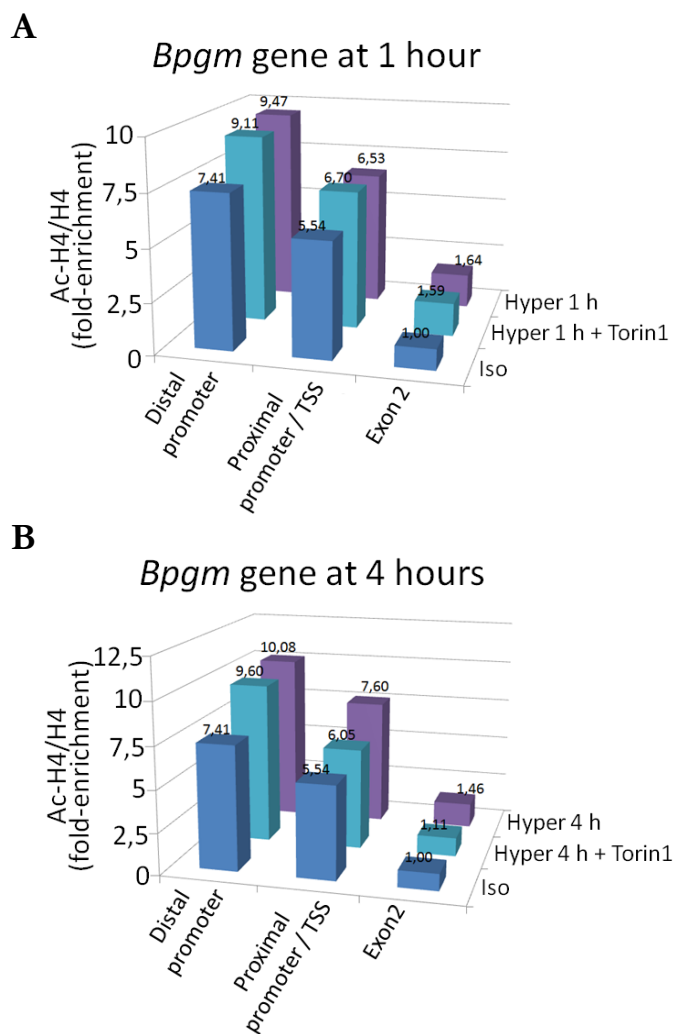 A
Bpgm gene at 1 hour
Ac-H4/H4
(fold-enrichment)
10
7,5
5
2,5
0
7,41
9,11
9,47
5,54
6,70
6,53
1,00
1,59
1,64
Distal
promoter
Proximal
promoter / TSS
Exon 2
Hyper 1 h
Hyper 1 h + Torin1
Iso
B
Bpgm gene at 4 hours
Ac-H4/H4
(fold-enrichment)
12,5
10
7,5
5
2,5
0
7,41
9,60
10,08
5,54
6,05
7,60
1,00
1,11
1,46
Distal
promoter
Proximal
promoter / TSS
Exon2
Hyper 4 h
Hyper 4 h + Torin1
Iso